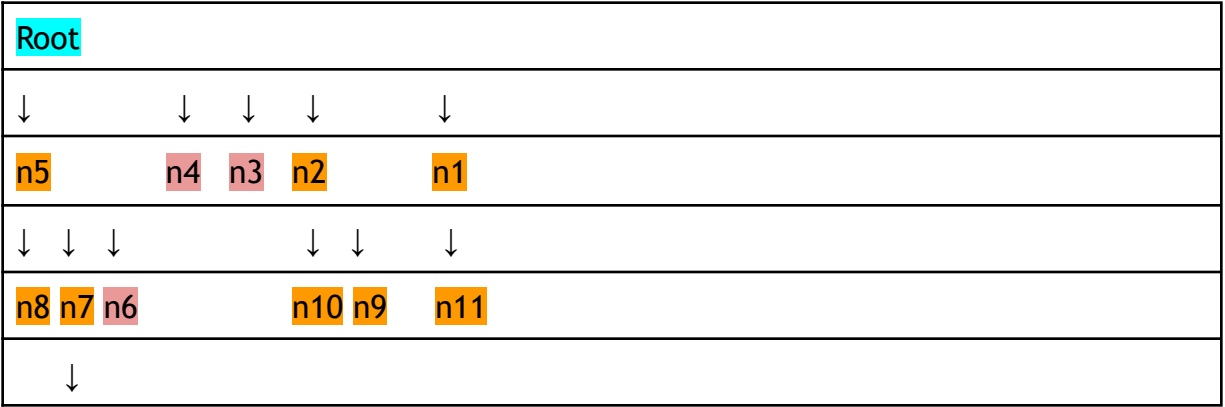 Root
↓ ↓ ↓ ↓ ↓
n5 n4 n3 n2 n1
↓ ↓ ↓ ↓ ↓ ↓
n8 n7 n6 n10 n9 n11
↓